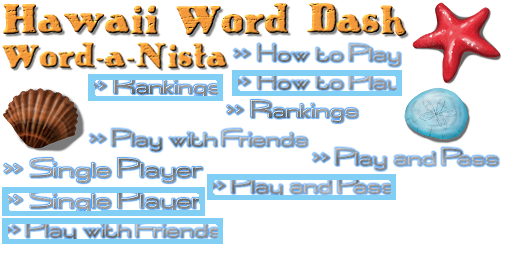 Hawaii Word Dash
Word-a-Nista
» How to Play
» Rankings
» How to Play
» Rankings
» Play with Friends
» Play and Pass
» Single Player
» Play and Pass
» Single Player
» Play with Friends